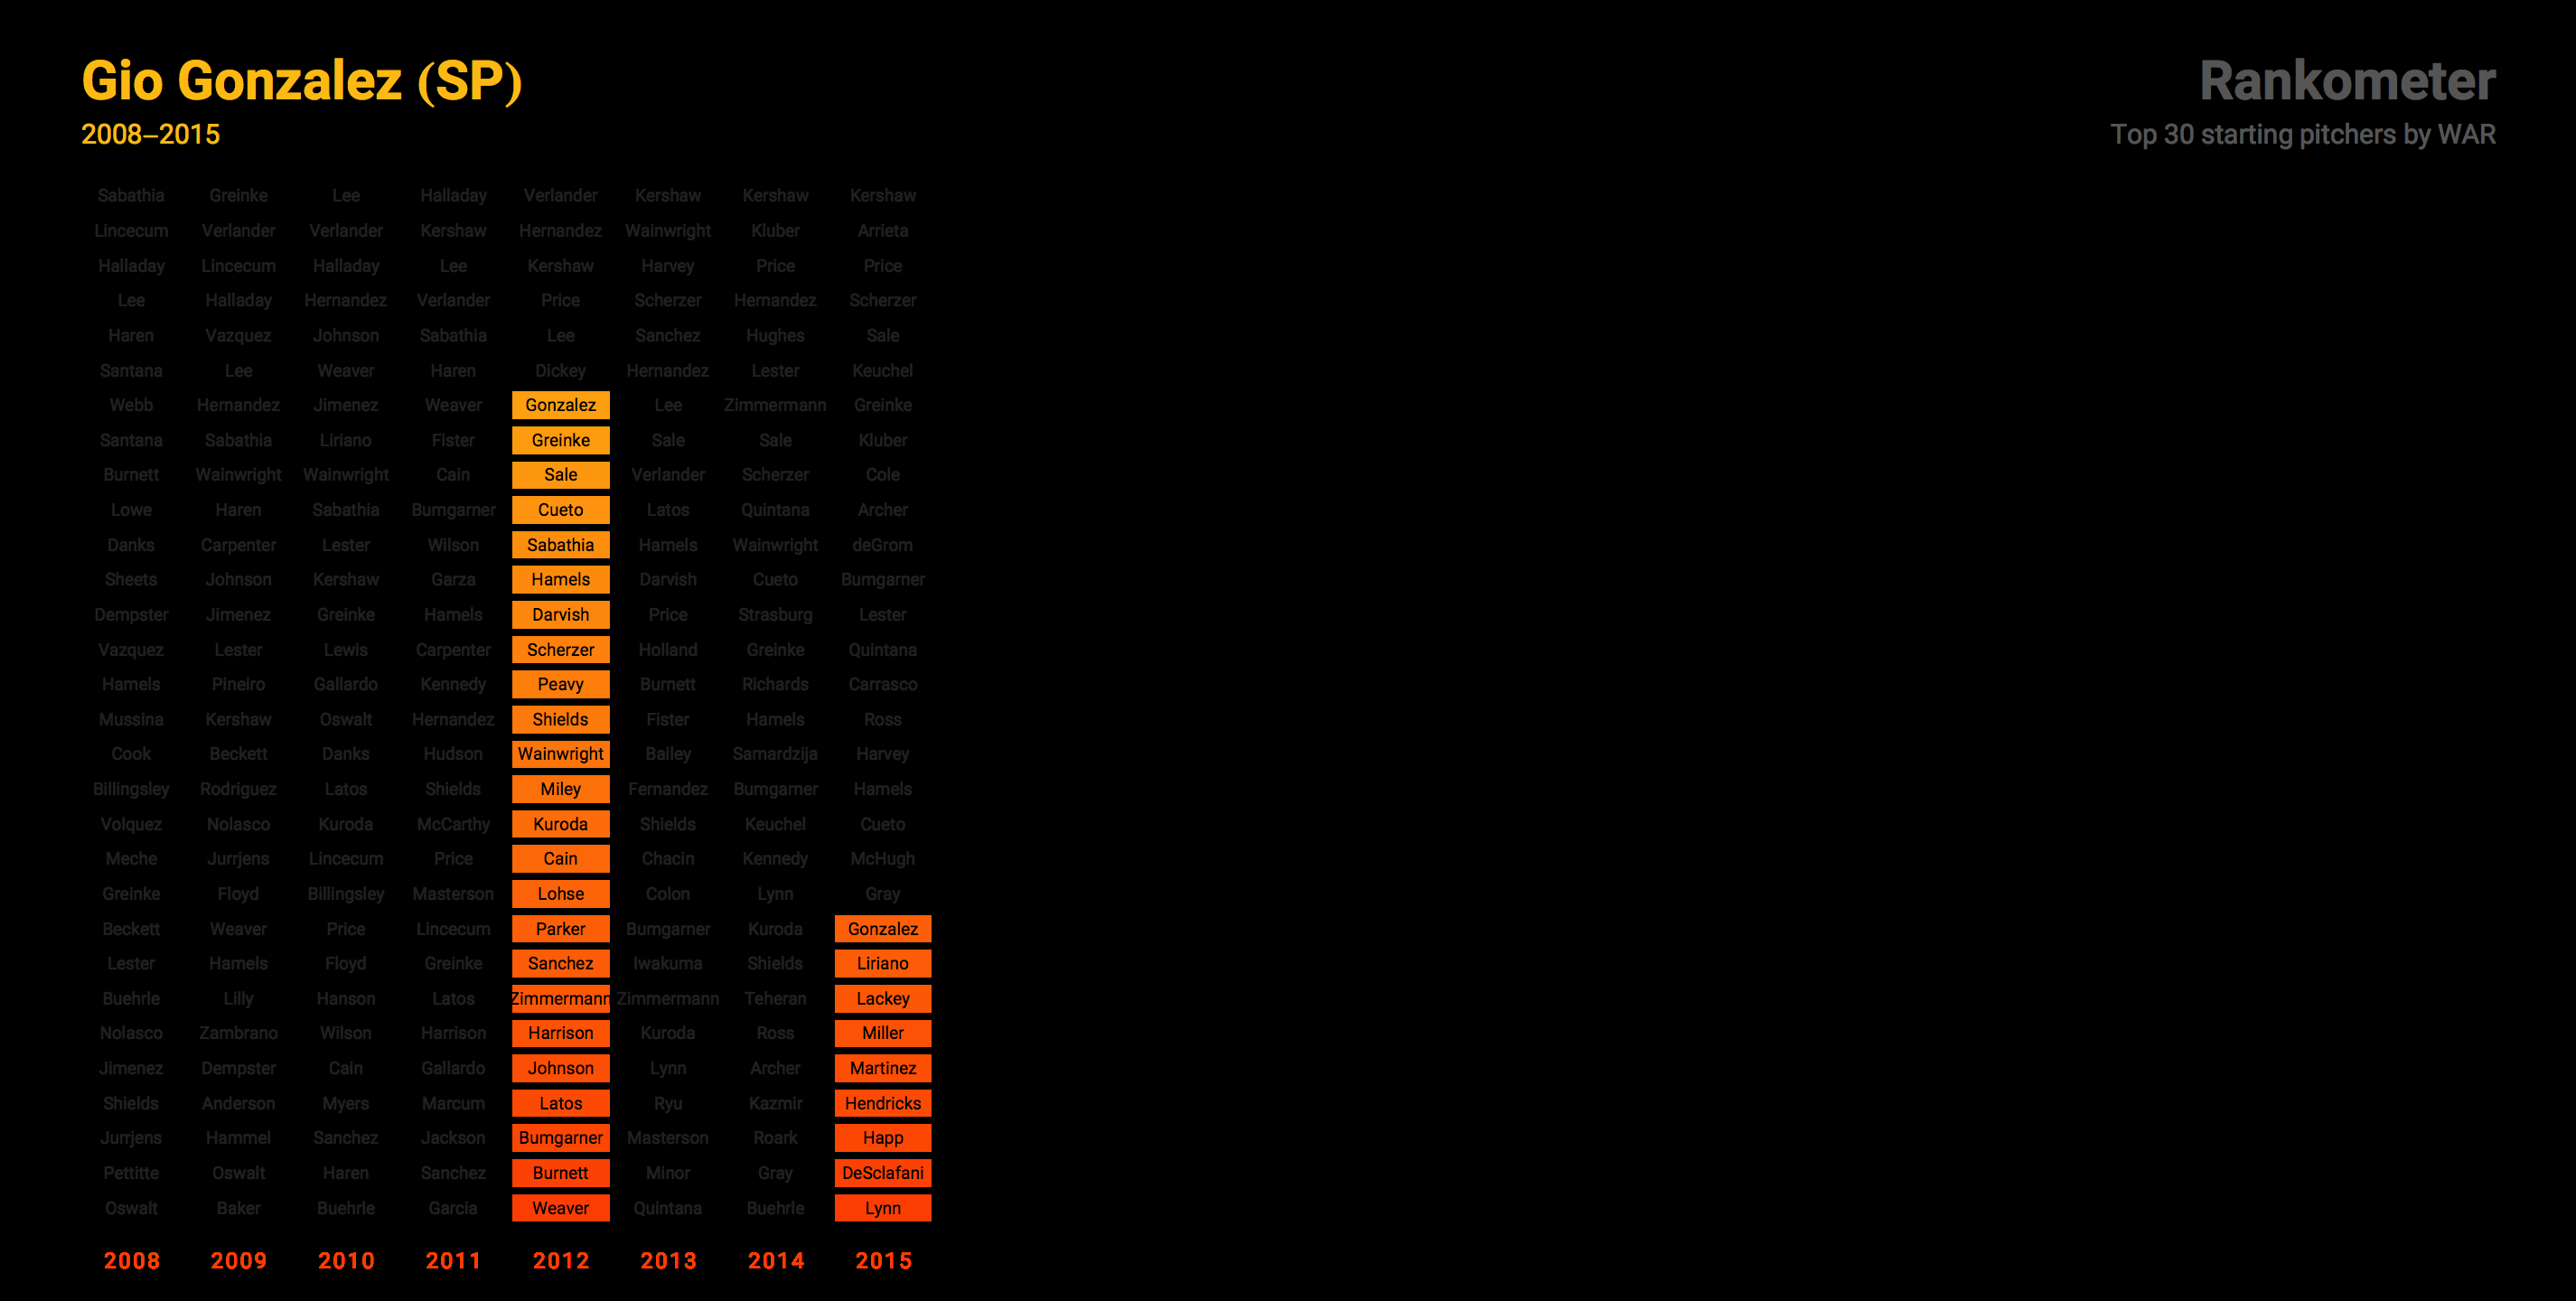 Gio Gonzalez (SP)
2008–2015
Rankometer
Top 30 starting pitchers by WAR
Sabathia Greinke Lee Halladay Verlander Kershaw Kershaw Kershaw
Lincecum Verlander Verlander Kershaw Hernandez Wainwright Kluber Arrieta
Halladay Lincecum Halladay Lee Kershaw Harvey Price Price
Lee Halladay Hernandez Verlander Price Scherzer Hernandez Scherzer
Haren Vazquez Johnson Sabathia Lee Sanchez Hughes Sale
Santana Lee Weaver Haren Dickey Hernandez Lester Keuchel
Webb Hernandez Jimenez Weaver Gonzalez Lee Zimmermann Greinke
Santana Sabathia Liriano Fister Greinke Sale Sale Kluber
Burnett Wainwright Wainwright Cain Sale Verlander Scherzer Cole
Lowe Haren Sabathia Bumgarner Cueto Latos Quintana Archer
Danks Carpenter Lester Wilson Sabathia Hamels Wainwright deGrom
Sheets Johnson Kershaw Garza Hamels Darvish Cueto Bumgarner
Dempster Jimenez Greinke Hamels Darvish Price Strasburg Lester
Vazquez Lester Lewis Carpenter Scherzer Holland Greinke Quintana
Hamels Pineiro Gallardo Kennedy Peavy Burnett Richards Carrasco
Mussina Kershaw Oswalt Hernandez Shields Fister Hamels Ross
Cook Beckett Danks Hudson Wainwright Bailey Samardzija Harvey
Billingsley Rodriguez Latos Shields Miley Fernandez Bumgarner Hamels
Volquez Nolasco Kuroda McCarthy Kuroda Shields Keuchel Cueto
Meche Jurrjens Lincecum Price Cain Chacin Kennedy McHugh
Greinke Floyd Billingsley Masterson Lohse Colon Lynn Gray
Beckett Weaver Price Lincecum Parker Bumgarner Kuroda Gonzalez
Lester Hamels Floyd Greinke Sanchez Iwakuma Shields Liriano
Buehrle Lilly Hanson Latos Zimmermann Zimmermann Teheran Lackey
Nolasco Zambrano Wilson Harrison Harrison Kuroda Ross Miller
Jimenez Dempster Cain Gallardo Johnson Lynn Archer Martinez
Shields Anderson Myers Marcum Latos Ryu Kazmir Hendricks
Jurrjens Hammel Sanchez Jackson Bumgarner Masterson Roark Happ
Pettitte Oswalt Haren Sanchez Burnett Minor Gray DeSclafani
Oswalt Baker Buehrle Garcia Weaver Quintana Buehrle Lynn
2008 2009 2010 2011 2012 2013 2014 2015